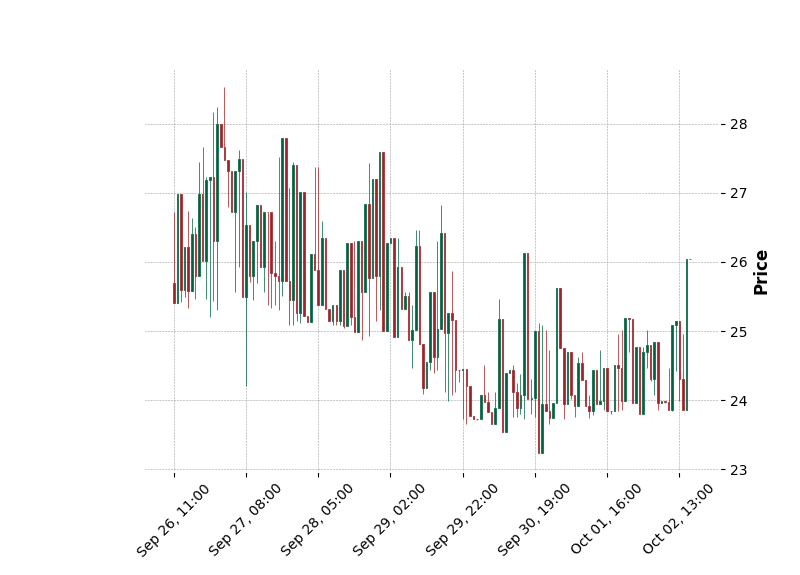 28
27
26
25
24
23
Price
Sep 26, 11:00
Sep 27, 08:00
Sep 28, 05:00
Sep 29, 02:00
Sep 29, 22:00
Sep 30, 19:00
Oct 01, 16:00
Oct 02, 13:00